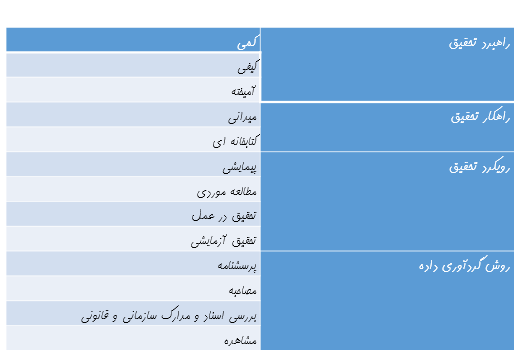 راهبرد تحقیق
کمی
کیفی
آمیخته
راهکار تحقیق
میدانی
کتابخانه ای
رویکرد تحقیق
پیمایشی
مطالعه موردی
تحقیق در عمل
تحقیق آزمایشی
روش گردآوری داده
پرسشنامه
مصاحبه
بررسی اسناد و مدارک سازمانی و قانونی
مشاهده